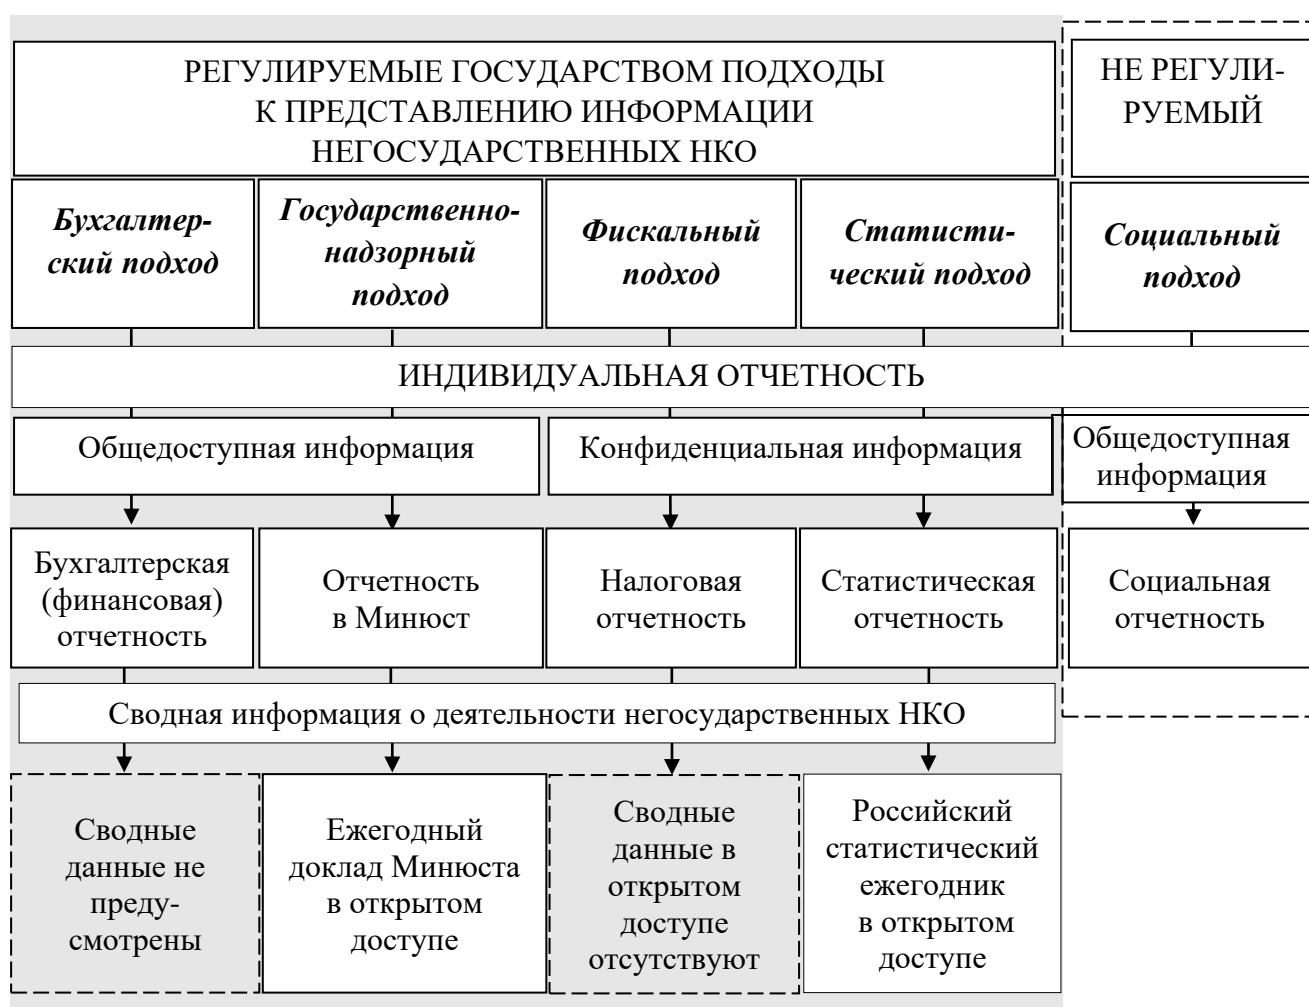 РЕГУЛИРУЕМЫЕ ГОСУДАРСТВОМ ПОДХОДЫ
К ПРЕДСТАВЛЕНИЮ ИНФОРМАЦИИ
НЕГОСУДАРСТВЕННЫХ НКО
НЕ РЕГУЛИ-
РУЕМЫЙ
Бухгалтер-
ский подход
Государственно-
надзорный
подход
Фискальный
подход
Статисти-
ческий подход
Социальный
подход
ИНДИВИДУАЛЬНАЯ ОТЧЕТНОСТЬ
Общедоступная информация
Конфиденциальная информация
Общедоступная
информация
Бухгалтерская
(финансовая)
отчетность
Отчетность
в Минюст
Налоговая
отчетность
Статистическая
отчетность
Социальная
отчетность
Сводная информация о деятельности негосударственных НКО
Сводные
данные не
преду-
смотрены
Ежегодный
доклад Минюста
в открытом
доступе
Сводные
данные в
открытом
доступе
отсутствуют
Российский
статистический
ежегодник
в открытом
доступе